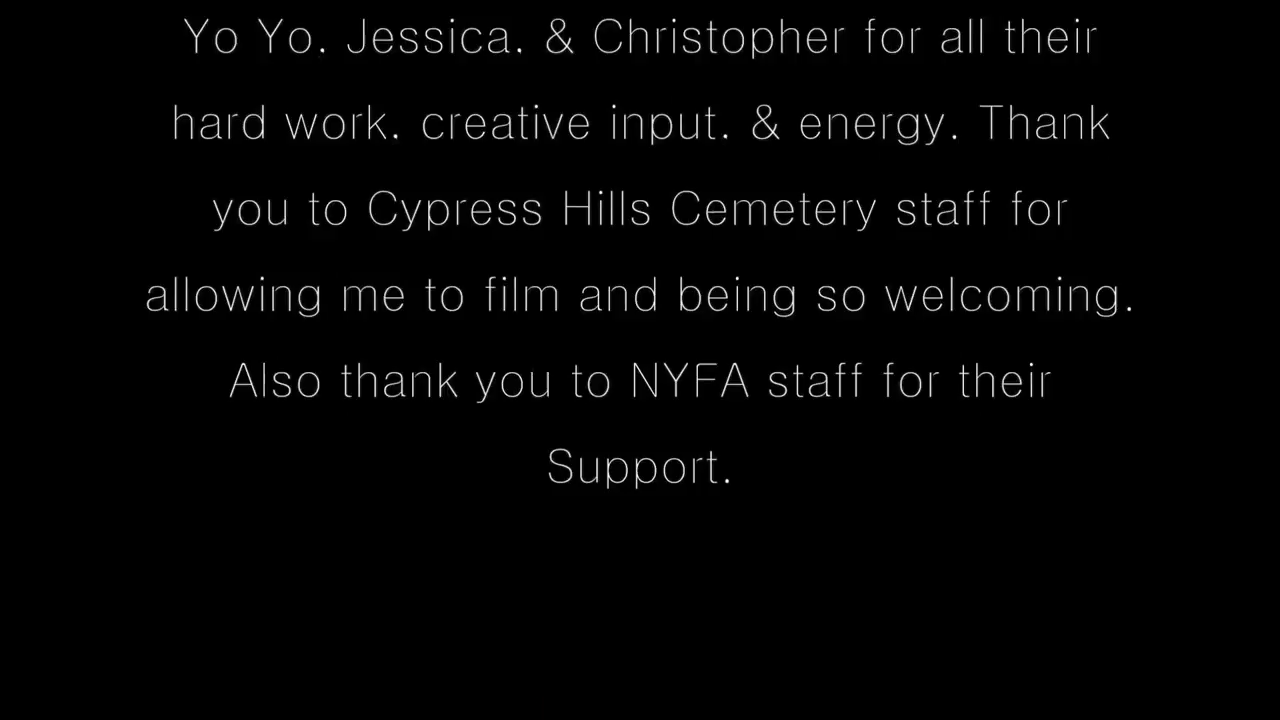 Yo Yo. Jessica. & Christopher for all their
hard work. creative input. & energy. Thank
you to Cypress Hills Cemetery staff for
allowing me to film and being so welcoming.
Also thank you to NYFA staff for their
Support.